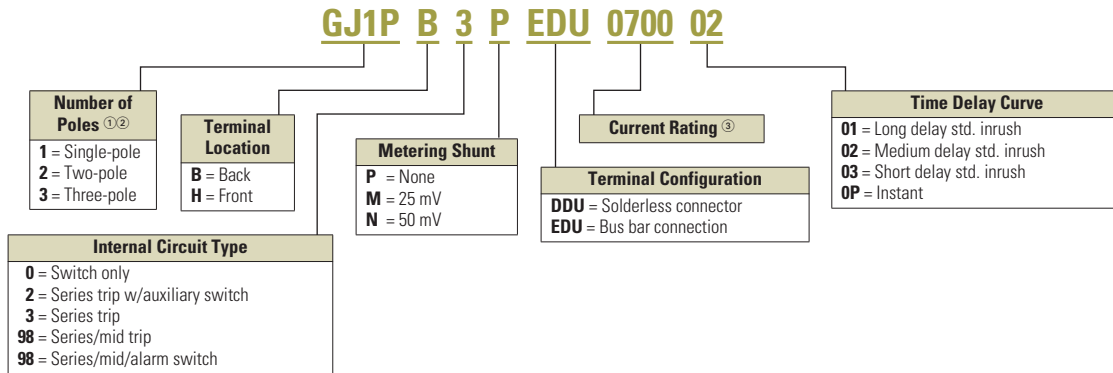 GJ1P B 3 P EDU 0700 02
Number of
Poles ①②
1 = Single-pole
2 = Two-pole
3 = Three-pole
Terminal
Location
B = Back
H = Front
Internal Circuit Type
0 = Switch only
2 = Series trip w/auxiliary switch
3 = Series trip
98 = Series/mid trip
98 = Series/mid/alarm switch
Metering Shunt
P = None
M = 25 mV
N = 50 mV
Terminal Configuration
DDU = Solderless connector
EDU = Bus bar connection
Current Rating ③
Time Delay Curve
01 = Long delay std. inrush
02 = Medium delay std. inrush
03 = Short delay std. inrush
0P = Instant